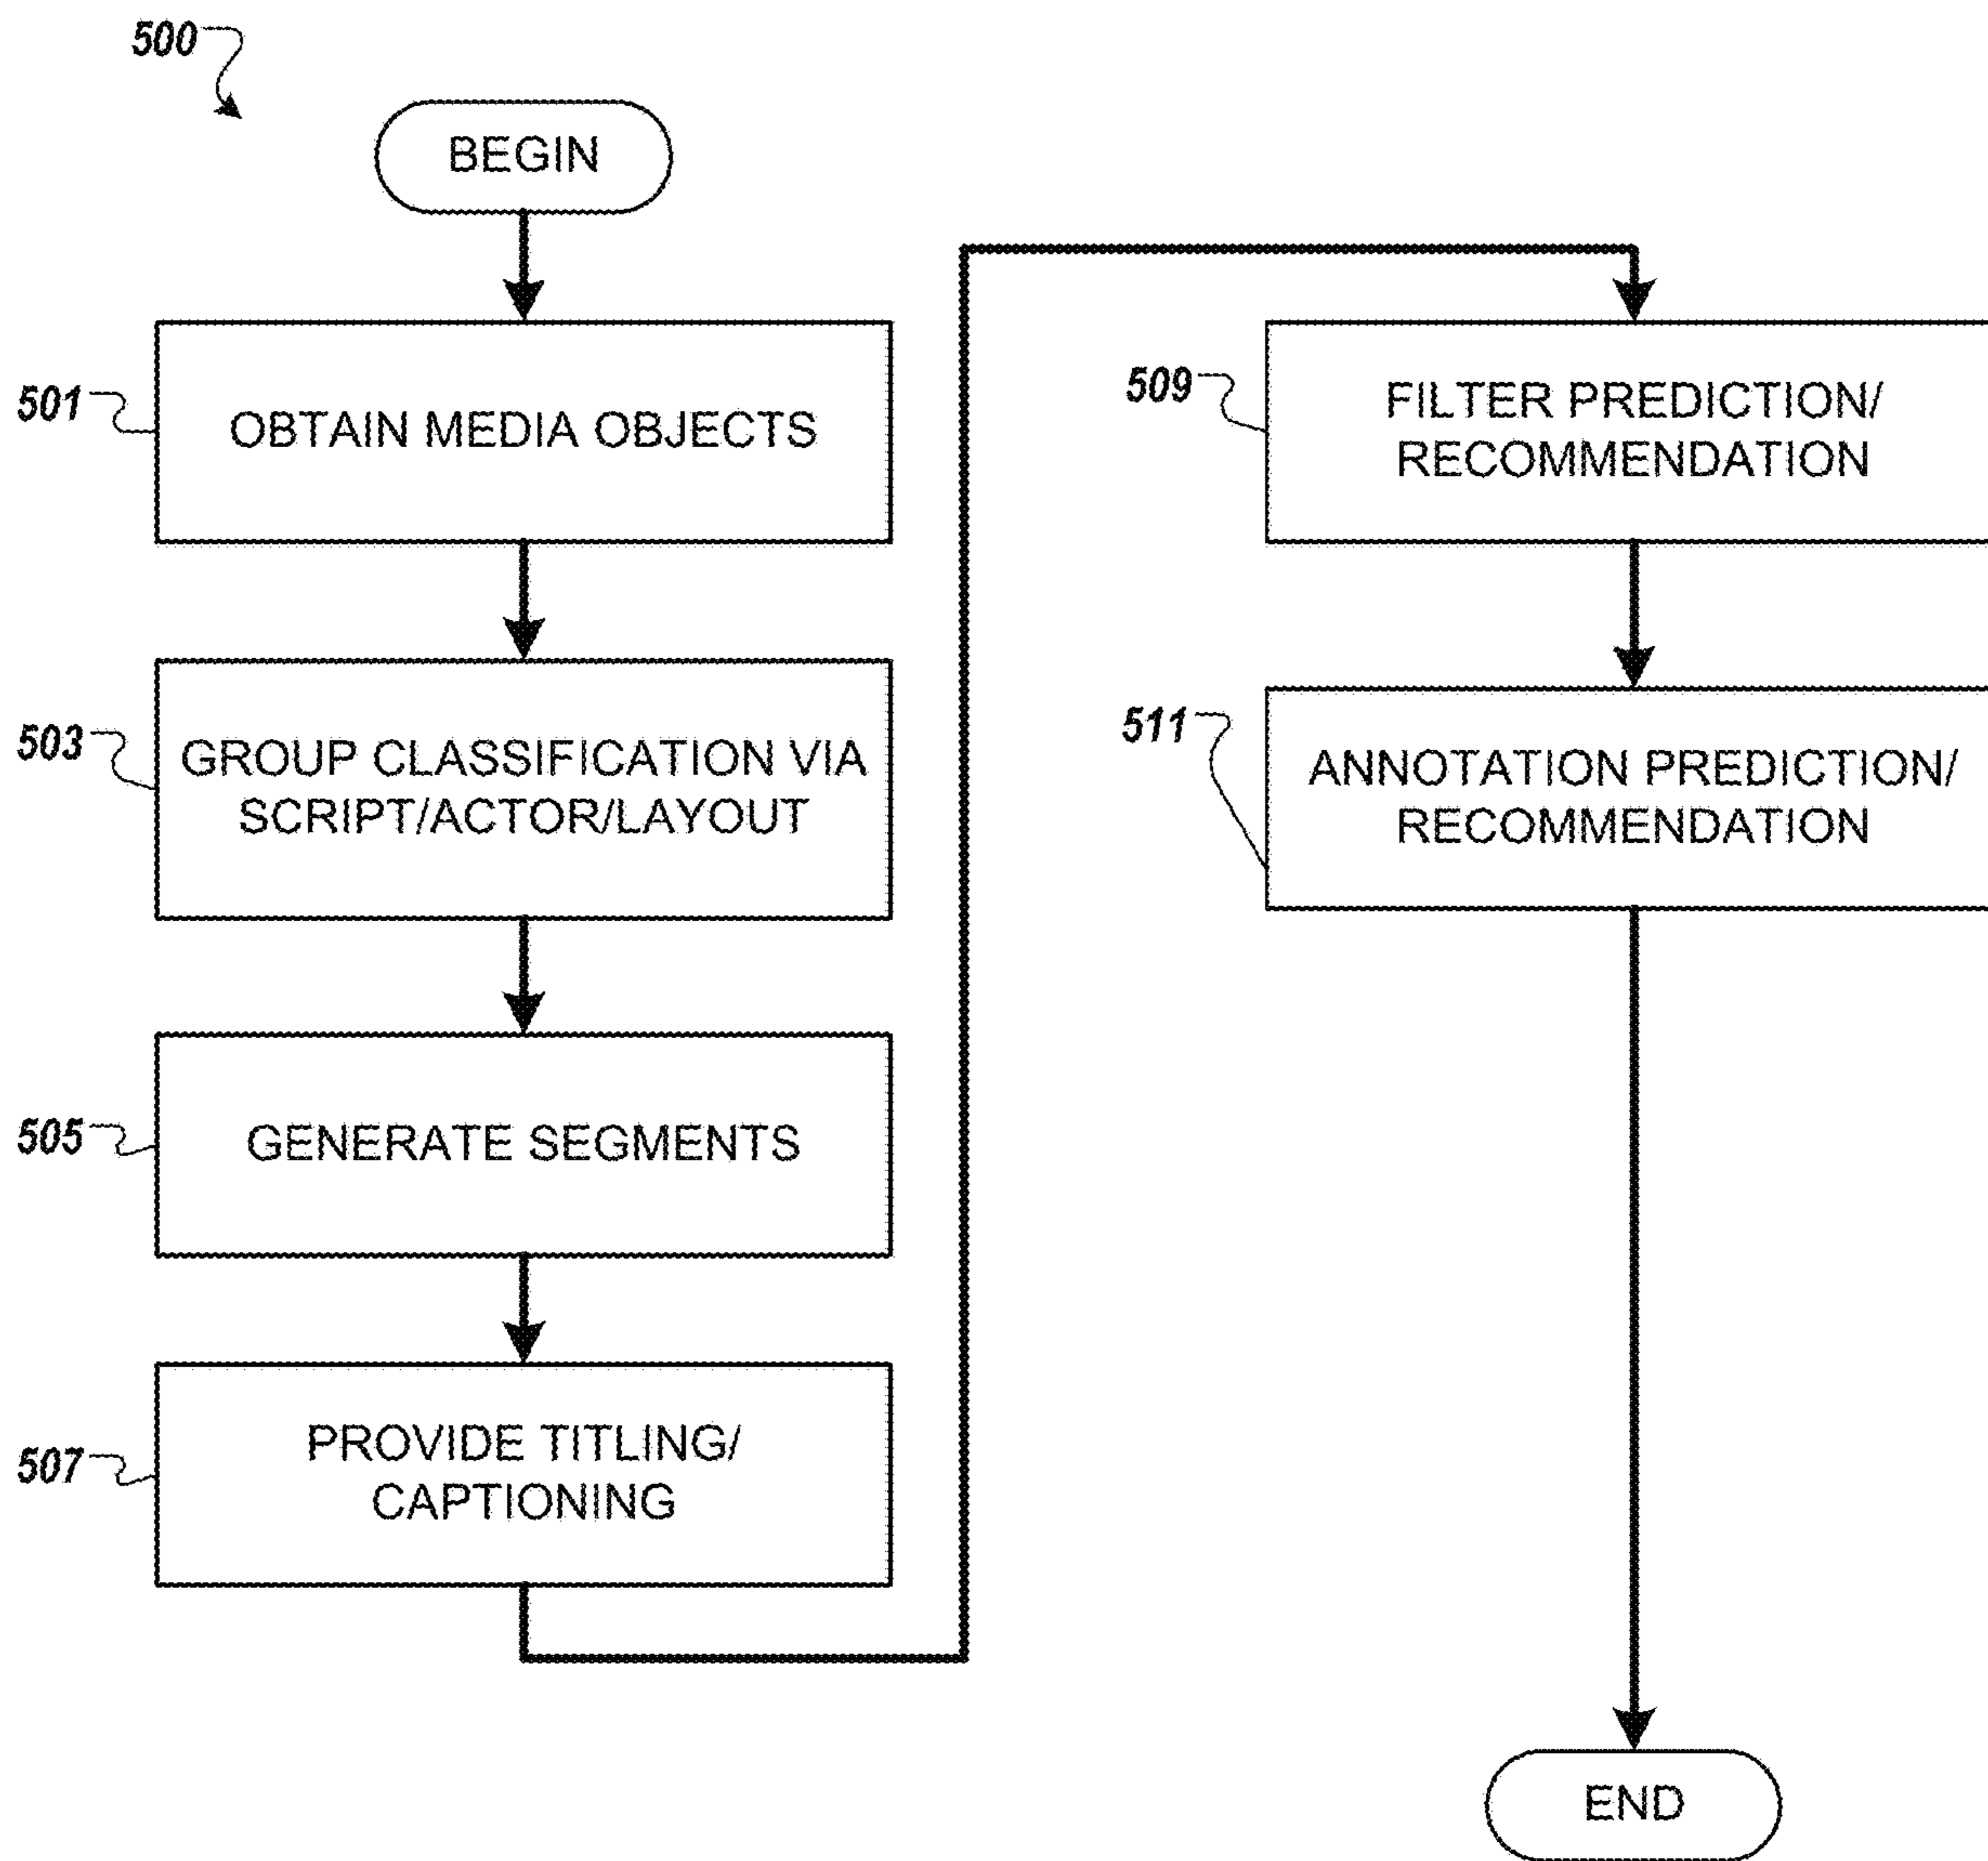 500
BEGIN
501
OBTAIN MEDIA OBJECTS
503
GROUP CLASSIFICATION VIA
SCRIPT/ACTOR/LAYOUT
505
GENERATE SEGMENTS
507
PROVIDE TITLING/
CAPTIONING
509
FILTER PREDICTION/
RECOMMENDATION
511
ANNOTATION PREDICTION/
RECOMMENDATION
END